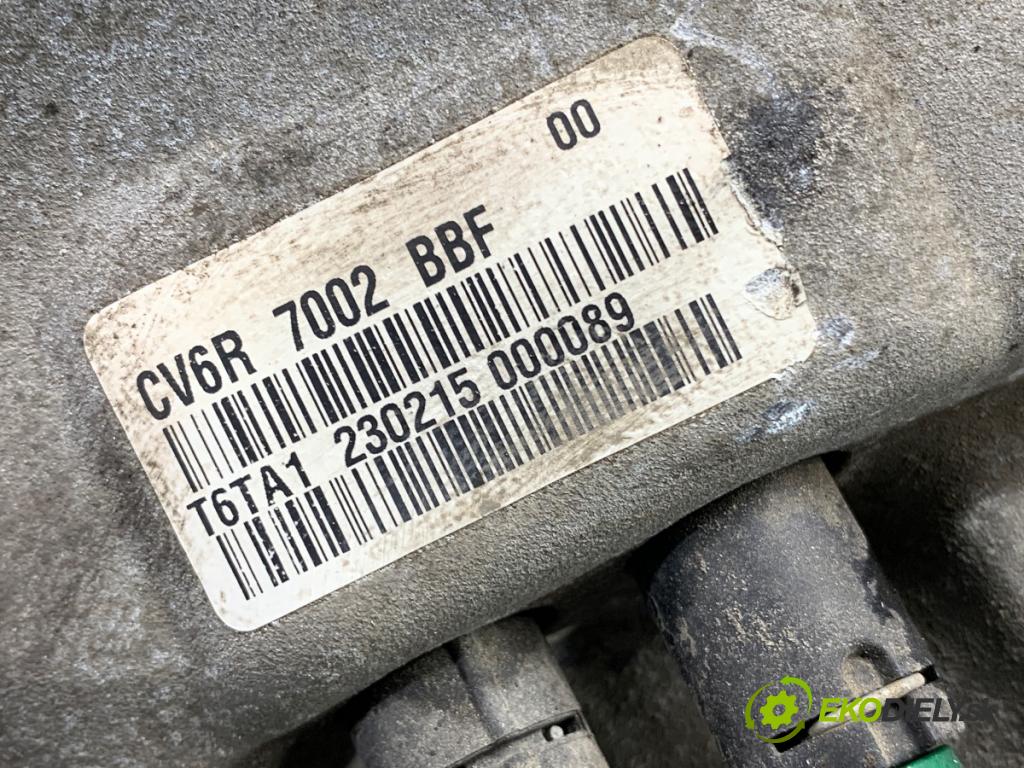 00
CV6R 7002 BBF
T6TA1 230215 000089
EKODIELY